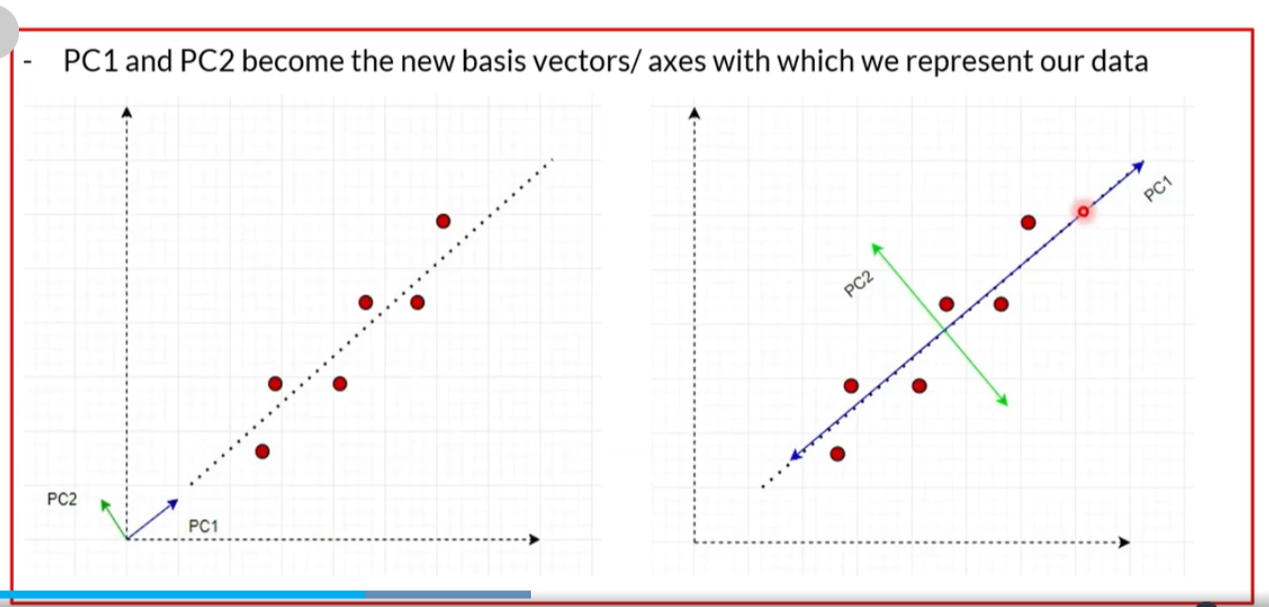 - PC1 and PC2 become the new basis vectors/ axes with which we represent our data
PC2
PC1
PC2
PC1